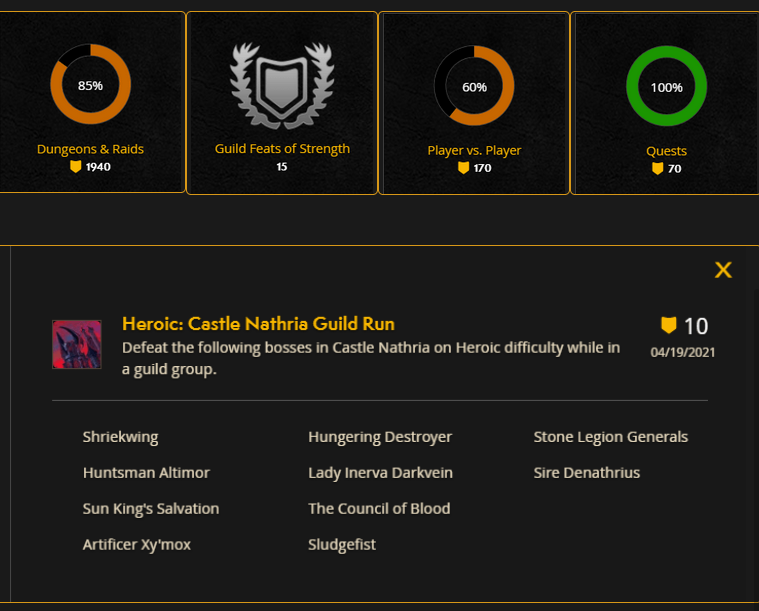 85%
Dungeons & Raids
1940
Guild Feats of Strength
15
60%
Player vs. Player
170
100%
Quests
70
X
Heroic: Castle Nathria Guild Run
10
Defeat the following bosses in Castle Nathria on Heroic difficulty while in
a guild group.
04/19/2021
Shriekwing
Hungering Destroyer
Stone Legion Generals
Huntsman Altimor
Lady Inerva Darkvein
Sire Denathrius
Sun King's Salvation
The Council of Blood
Artificer Xy'mox
Sludgefist